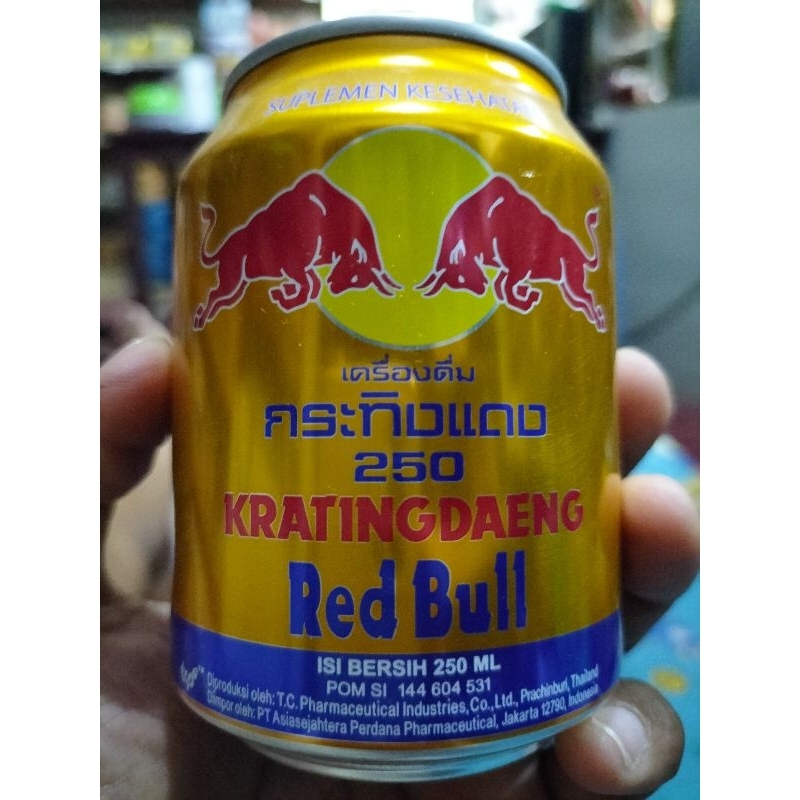 SUPLEMEN KESEHATAN
เครื่องดื่ม
กระทิงแดง
250
KRATINGDAENG
Red Bull
ISI BERSIH 250 ML
POM SI 144 604 531
Diproduksi oleh: T.C. Pharmaceutical Industries, Co., Ltd., Prachinburi, Thailand
Diimpor oleh: PT Asiasejahtera Perdana Pharmaceutical, Jakarta 12790, Indonesia